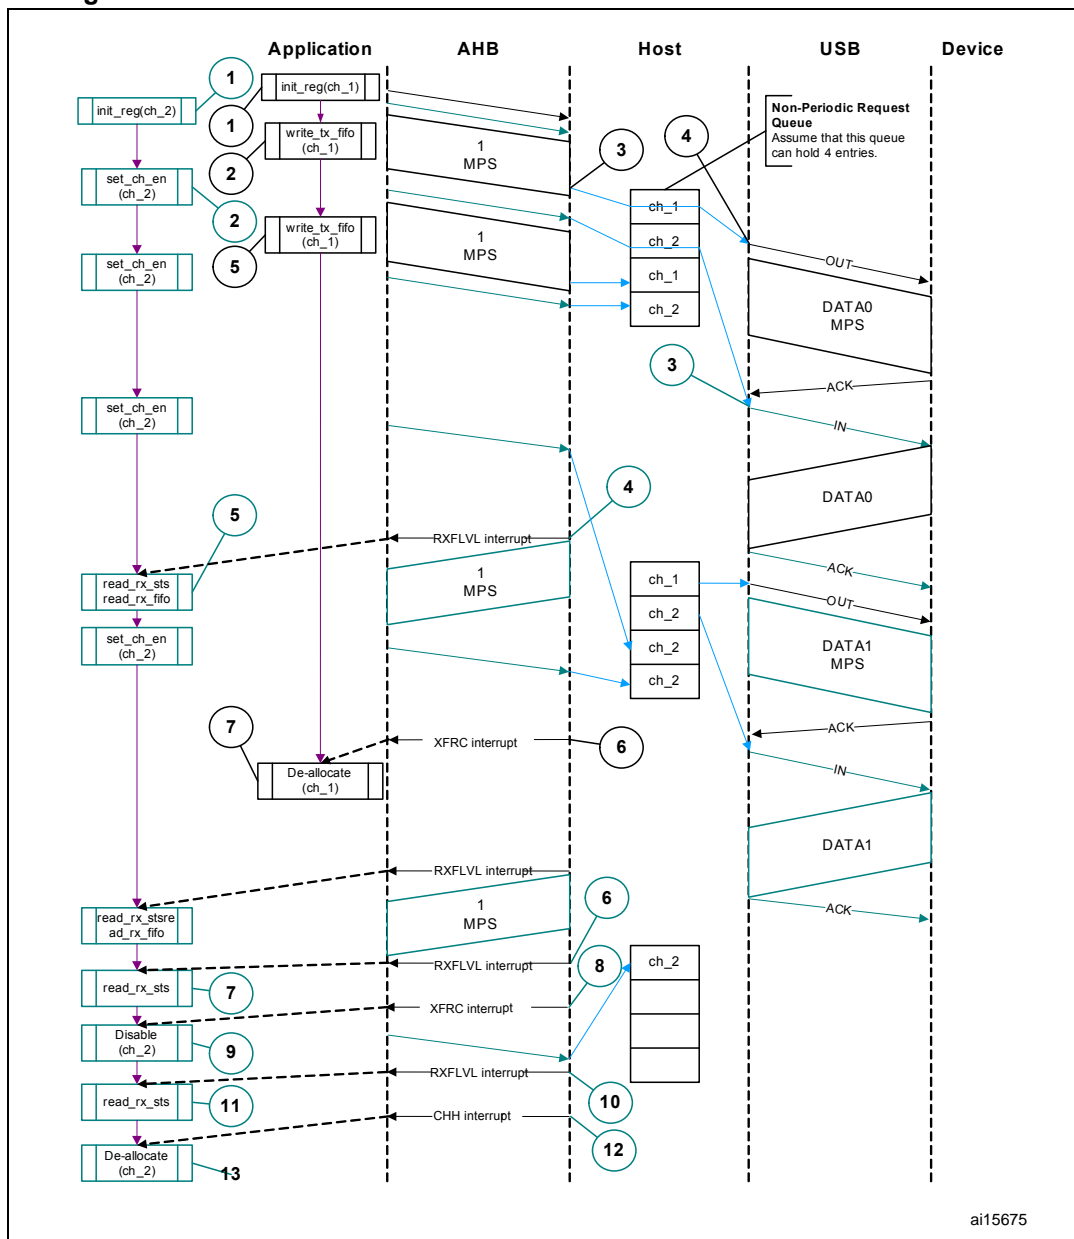 Application AHB Host USB Device
1
init_reg(ch_1)
init_reg(ch_2)
1
Non-Periodic Request
Queue
Assume that this queue
can hold 4 entries.
write_tx_fifo
(ch_1)
2
1
MPS
3
4
set_ch_en
(ch_2)
2
ch_1
write_tx_fifo
(ch_1)
5
1
MPS
ch_2
set_ch_en
(ch_2)
OUT
ch_1
ch_2
DATA0
MPS
3
ACK
set_ch_en
(ch_2)
IN
4
DATA0
5
RXFLVL interrupt
ACK
read_rx_sts
read_rx_fifo
1
MPS
ch_1
OUT
ch_2
set_ch_en
(ch_2)
ch_2
DATA1
MPS
ch_2
7
ACK
XFRC interrupt
6
De-allocate
(ch_1)
IN
DATA1
RXFLVL interrupt
6
read_rx_stsre
ad_rx_fifo
1
MPS
ACK
RXFLVL interrupt
8
ch_2
read_rx_sts
7
XFRC interrupt
Disable
(ch_2)
9
RXFLVL interrupt
read_rx_sts
11
10
CHH interrupt
12
De-allocate
(ch_2)
13
ai15675